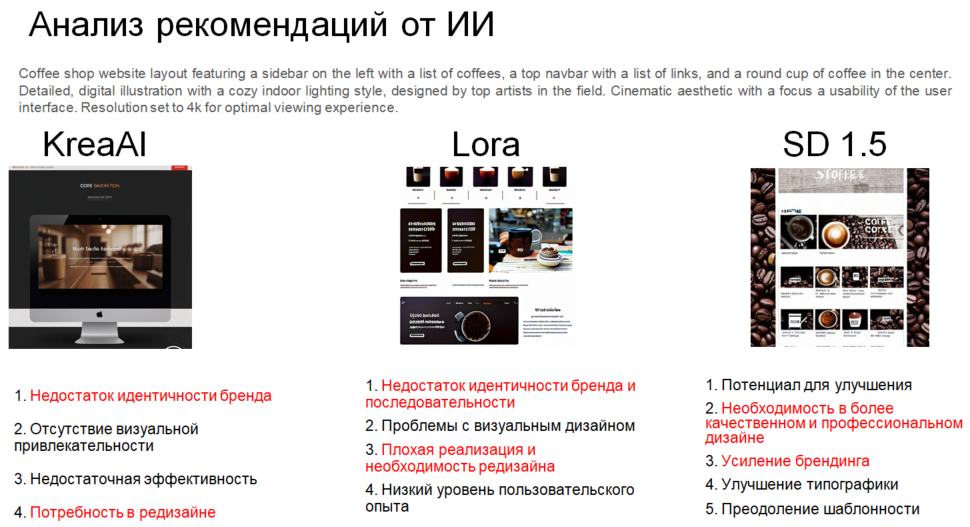 Анализ рекомендаций от ИИ
Coffee shop website layout featuring a sidebar on the left with a list of coffees, a top navbar with a list of links, and a round cup of coffee in the center.
Detailed, digital illustration with a cozy indoor lighting style, designed by top artists in the field. Cinematic aesthetic with a focus a usability of the user
interface. Resolution set to 4k for optimal viewing experience.
KreaAI
Lora
SD 1.5
STOFFEE
1. Недостаток идентичности бренда
2. Отсутствие визуальной
привлекательности
3. Недостаточная эффективность
4. Потребность в редизайне
1. Недостаток идентичности бренда и
последовательности
2. Проблемы с визуальным дизайном
3. Плохая реализация и
необходимость редизайна
4. Низкий уровень пользовательского
опыта
1. Потенциал для улучшения
2. Необходимость в более
качественном и профессиональном
дизайне
3. Усиление брендинга
4. Улучшение типографики
5. Преодоление шаблонности